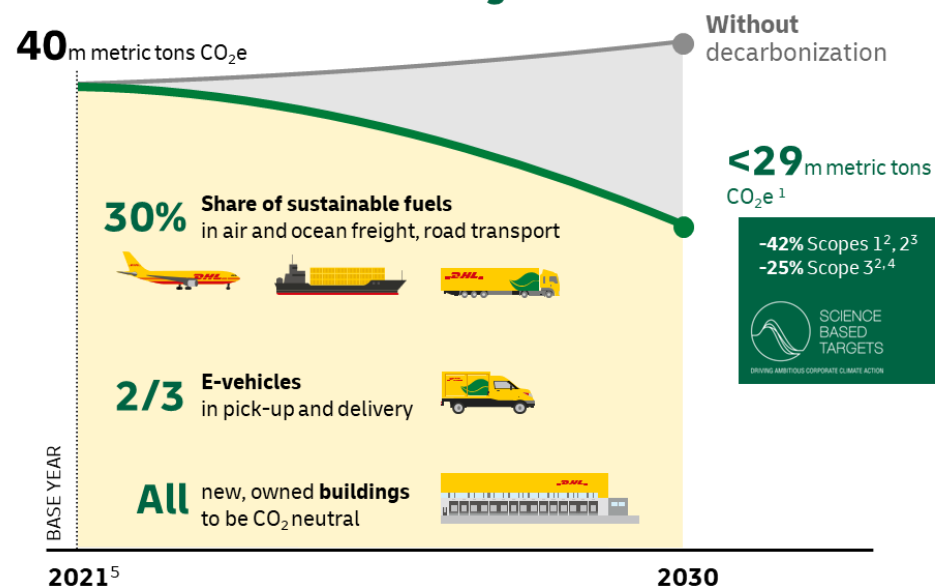 40 m metric tons CO₂e
Without
decarbonization
<29 m metric tons
CO₂e ¹
-42% Scopes 1², 2³
-25% Scope 3²,⁴
SCIENCE
BASED
TARGETS
DRIVING AMBITIOUS CORPORATE CLIMATE ACTION
30% Share of sustainable fuels
in air and ocean freight, road transport
DHL
DHL
2/3 E-vehicles
in pick-up and delivery
All new, owned buildings
to be CO₂ neutral
DHL
BASE YEAR
2021⁵
2030